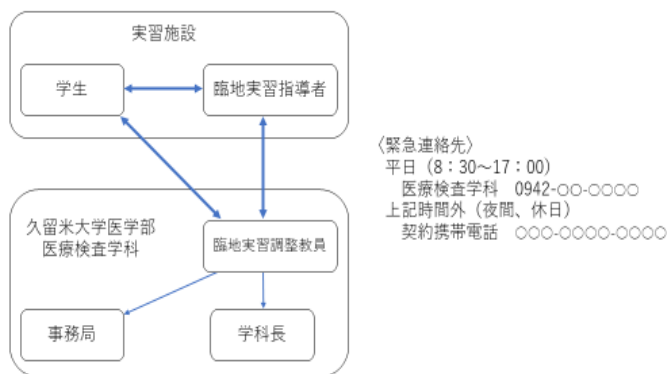 実習施設
学生
臨地実習指導者
〈緊急連絡先〉
平日（8：30～17：00）
医療検査学科　0942-○○-○○○○
上記時間外（夜間、休日）
契約携帯電話　○○○-○○○○-○○○○
久留米大学医学部
医療検査学科
臨地実習調整教員
事務局
学科長